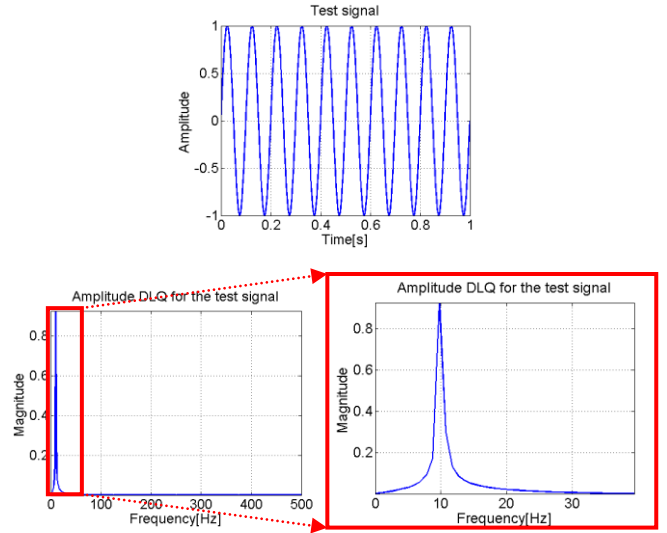 Test signal
1
0.5
0
-0.5
-1
Amplitude
0 0.2 0.4 0.6 0.8 1
Time[s]
Amplitude DLQ for the test signal
0.8
0.6
0.4
0.2
Magnitude
0 100 200 300 400 500
Frequency[Hz]
Amplitude DLQ for the test signal
0.8
0.6
0.4
0.2
Magnitude
0 10 20 30
Frequency[Hz]